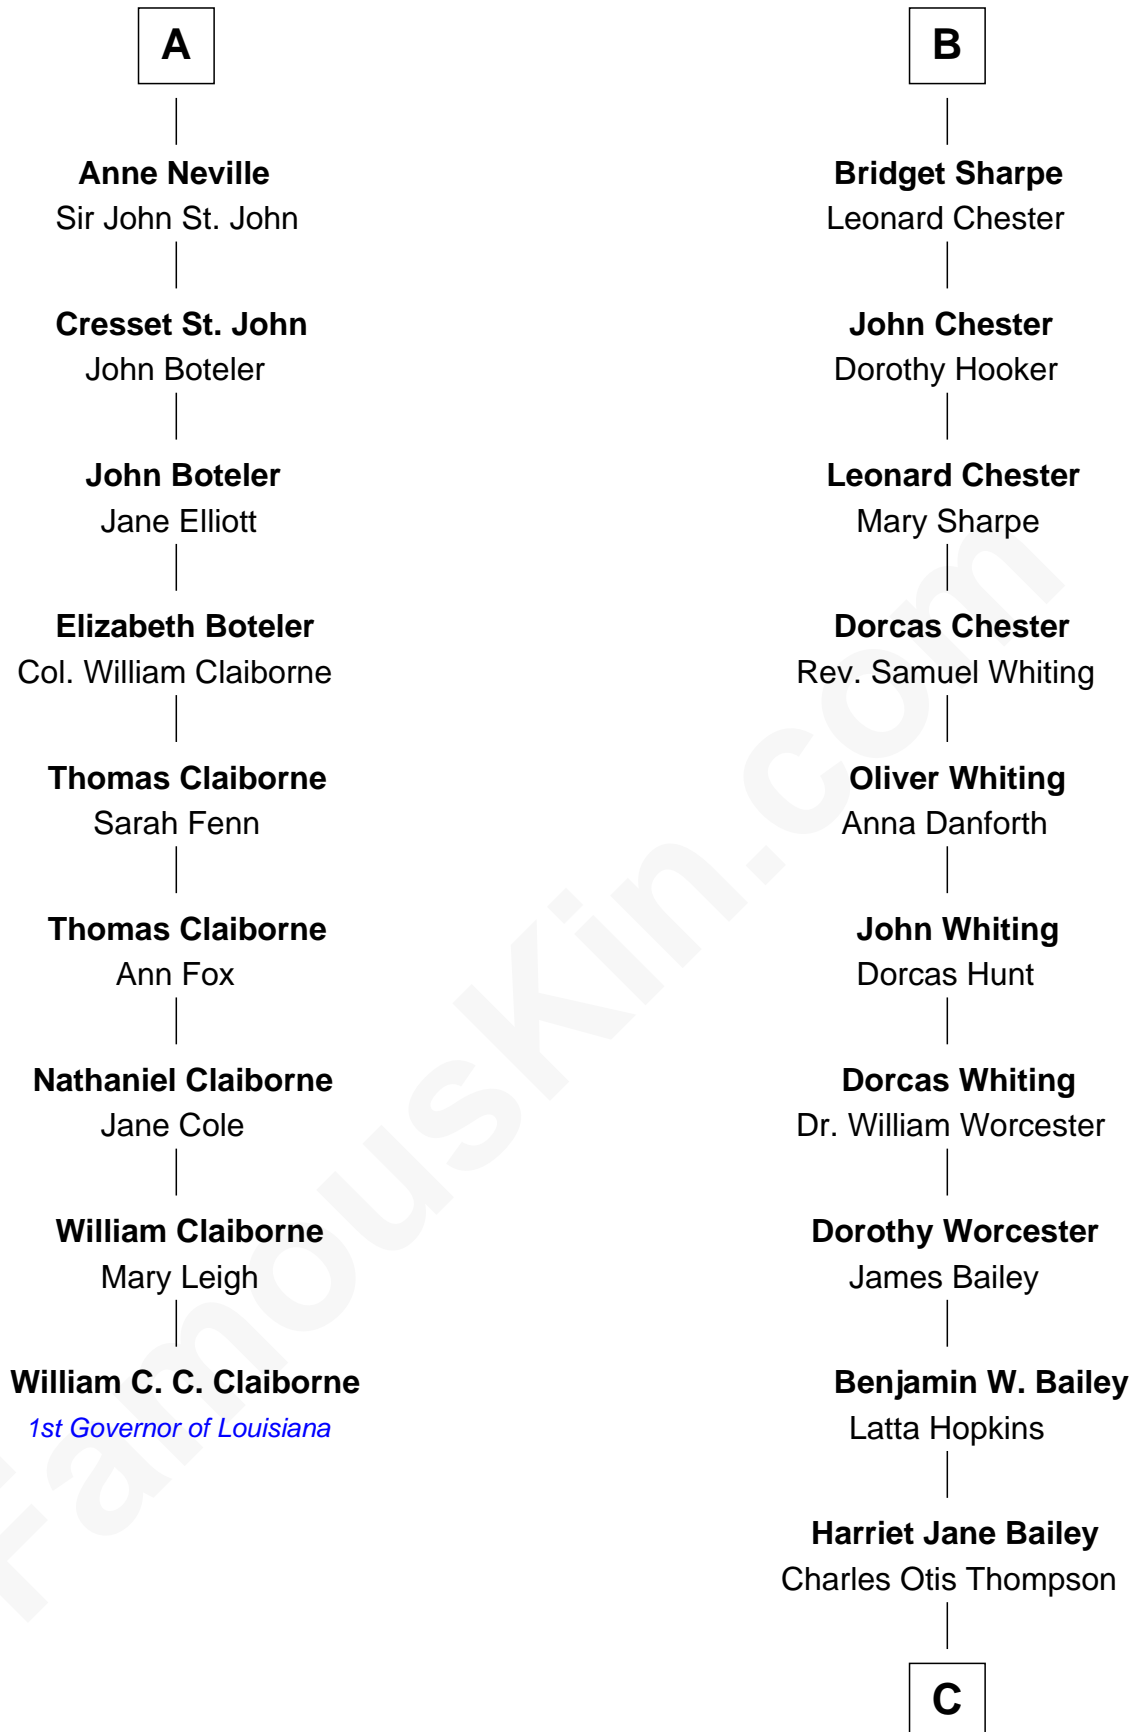 A
Anne Neville
Sir John St. John
Cresset St. John
John Boteler
John Boteler
Jane Elliott
Elizabeth Boteler
Col. William Claiborne
Thomas Claiborne
Sarah Fenn
Thomas Claiborne
Ann Fox
Nathaniel Claiborne
Jane Cole
William Claiborne
Mary Leigh
William C. C. Claiborne
1st Governor of Louisiana
B
Bridget Sharpe
Leonard Chester
John Chester
Dorothy Hooker
Leonard Chester
Mary Sharpe
Dorcas Chester
Rev. Samuel Whiting
Oliver Whiting
Anna Danforth
John Whiting
Dorcas Hunt
Dorcas Whiting
Dr. William Worcester
Dorothy Worcester
James Bailey
Benjamin W. Bailey
Latta Hopkins
Harriet Jane Bailey
Charles Otis Thompson
C
FamousKin.com